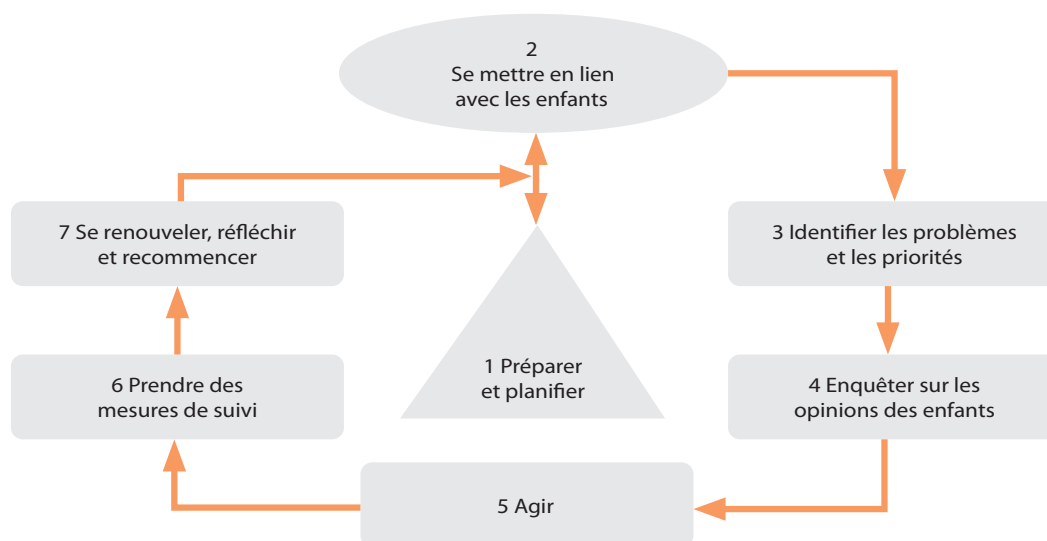 2
Se mettre en lien
avec les enfants
7 Se renouveler, réfléchir
et recommencer
3 Identifier les problèmes
et les priorités
1 Préparer
et planifier
6 Prendre des
mesures de suivi
4 Enquêter sur les
opinions des enfants
5 Agir